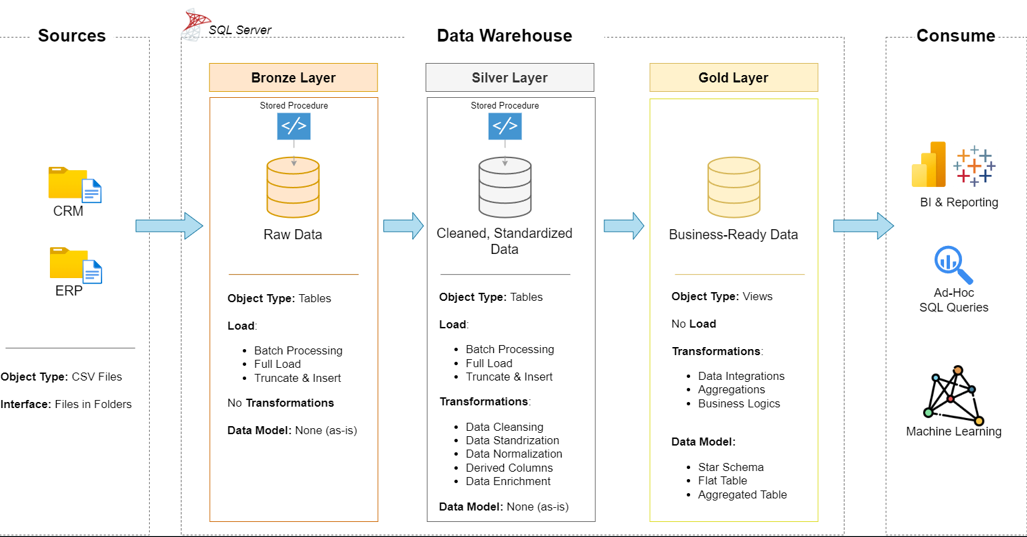 Sources
SQL Server
Data Warehouse
Consume
CRM
ERP
Object Type: CSV Files
Interface: Files in Folders
Bronze Layer
Stored Procedure
</>
Raw Data
Object Type: Tables
Load:
• Batch Processing
• Full Load
• Truncate & Insert
No Transformations
Data Model: None (as-is)
Silver Layer
Stored Procedure
</>
Cleaned, Standardized
Data
Object Type: Tables
Load:
• Batch Processing
• Full Load
• Truncate & Insert
Transformations:
• Data Cleansing
• Data Standrization
• Data Normalization
• Derived Columns
• Data Enrichment
Data Model: None (as-is)
Gold Layer
Business-Ready Data
Object Type: Views
No Load
Transformations:
• Data Integrations
• Aggregations
• Business Logics
Data Model:
• Star Schema
• Flat Table
• Aggregated Table
BI & Reporting
Ad-Hoc
SQL Queries
Machine Learning